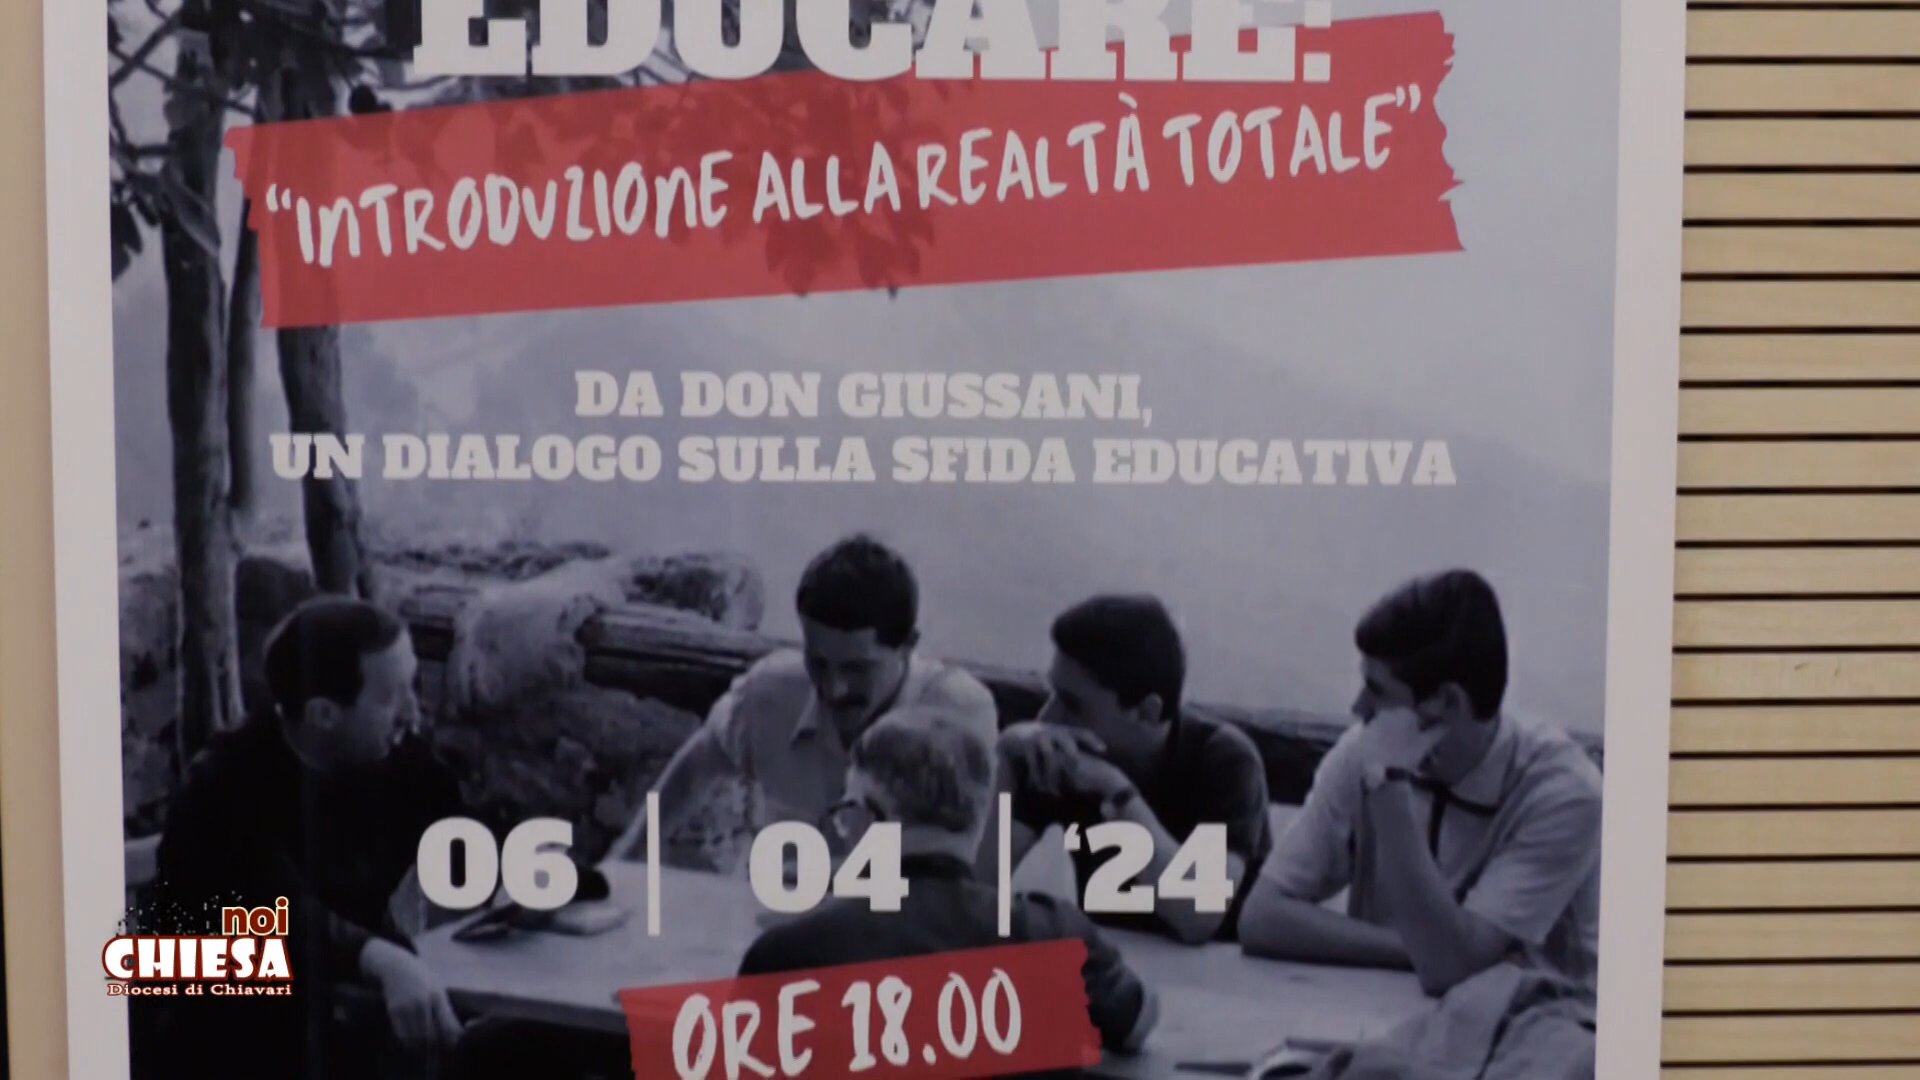 EDUCARE:
“INTRODUZIONE ALLA REALTÀ TOTALE”
DA DON GIUSSANI,
UN DIALOGO SULLA SFIDA EDUCATIVA
06 | 04 | ‘24
ORE 18.00
noi
CHIESA
Diocesi di Chiavari